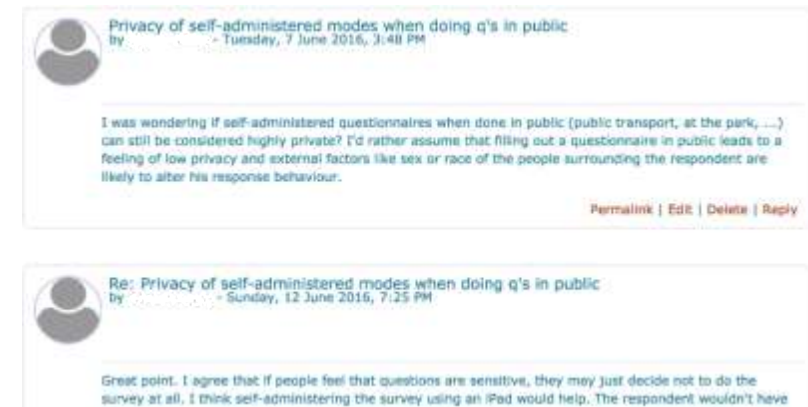 Privacy of self-administered modes when doing q's in public
by - Tuesday, 7 June 2016, 3:48 PM
I was wondering if self-administered questionnaires when done in public (public transport, at the park, ...)
can still be considered highly private? I'd rather assume that filling out a questionnaire in public leads to a
feeling of low privacy and external factors like sex or race of the people surrounding the respondent are
likely to alter his response behaviour.
Permalink | Edit | Delete | Reply
Re: Privacy of self-administered modes when doing q's in public
by - Sunday, 12 June 2016, 7:25 PM
Great point. I agree that if people feel that questions are sensitive, they may just decide not to do the
survey at all. I think self-administering the survey using an iPad would help. The respondent wouldn't have